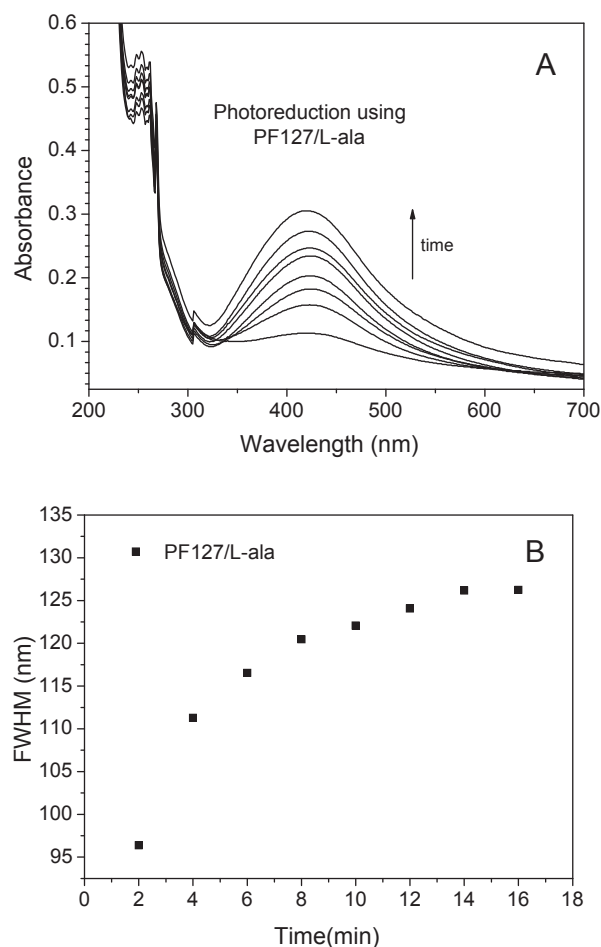 0.6
0.5
0.4
0.3
0.2
0.1
Absorbance
A
Photoreduction using
PF127/L-ala
time
200 300 400 500 600 700
Wavelength (nm)
135
130
125
120
115
110
105
100
95
FWHM (nm)
PF127/L-ala
B
0 2 4 6 8 10 12 14 16 18
Time(min)